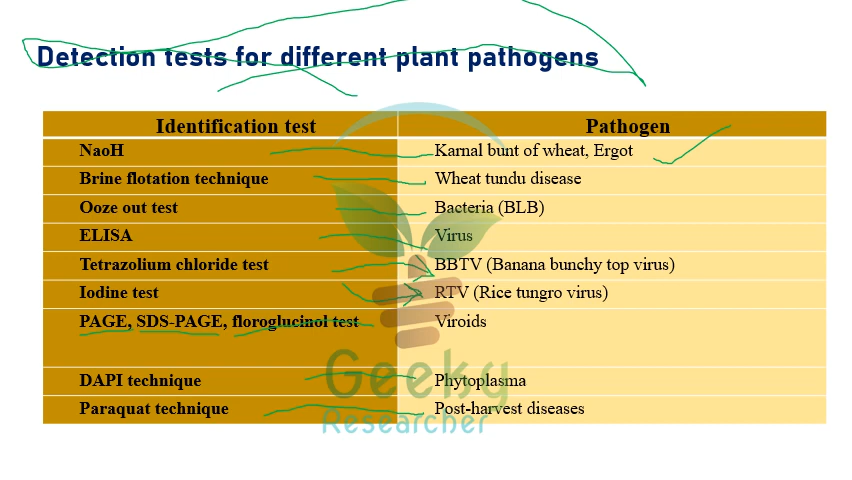 Detection tests for different plant pathogens
Identification test Pathogen
NaoH Karnal bunt of wheat, Ergot
Brine flotation technique Wheat tundu disease
Ooze out test Bacteria (BLB)
ELISA Virus
Tetrazolium chloride test BBTV (Banana bunchy top virus)
Iodine test RTV (Rice tungro virus)
PAGE, SDS-PAGE, floroglucinol test Viroids
DAPI technique Phytoplasma
Paraquat technique Post-harvest diseases
Geeky
Researcher